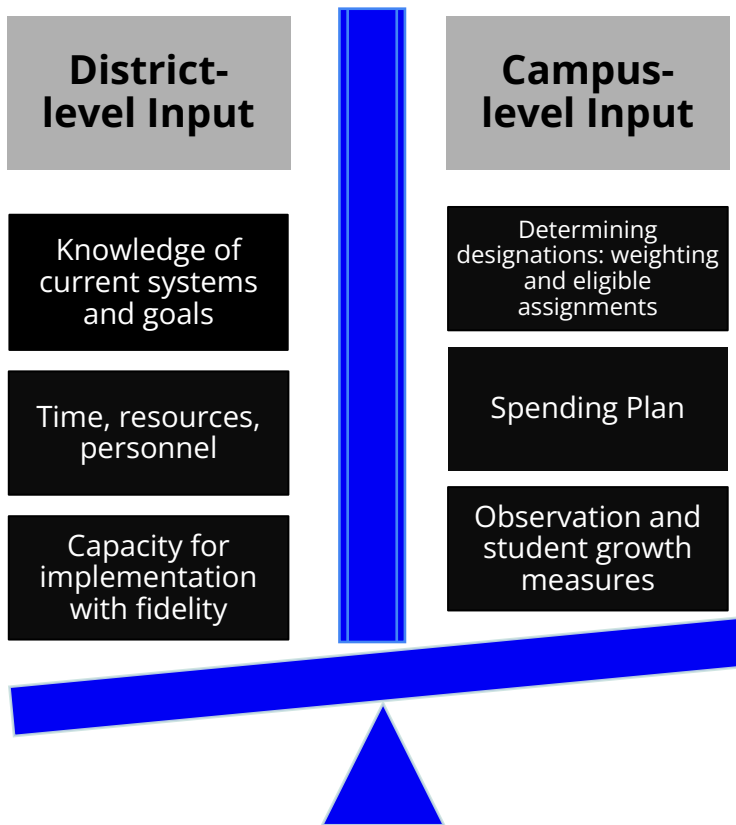 District-
level Input
Knowledge of
current systems
and goals
Time, resources,
personnel
Capacity for
implementation
with fidelity
Campus-
level Input
Determining
designations: weighting
and eligible
assignments
Spending Plan
Observation and
student growth
measures